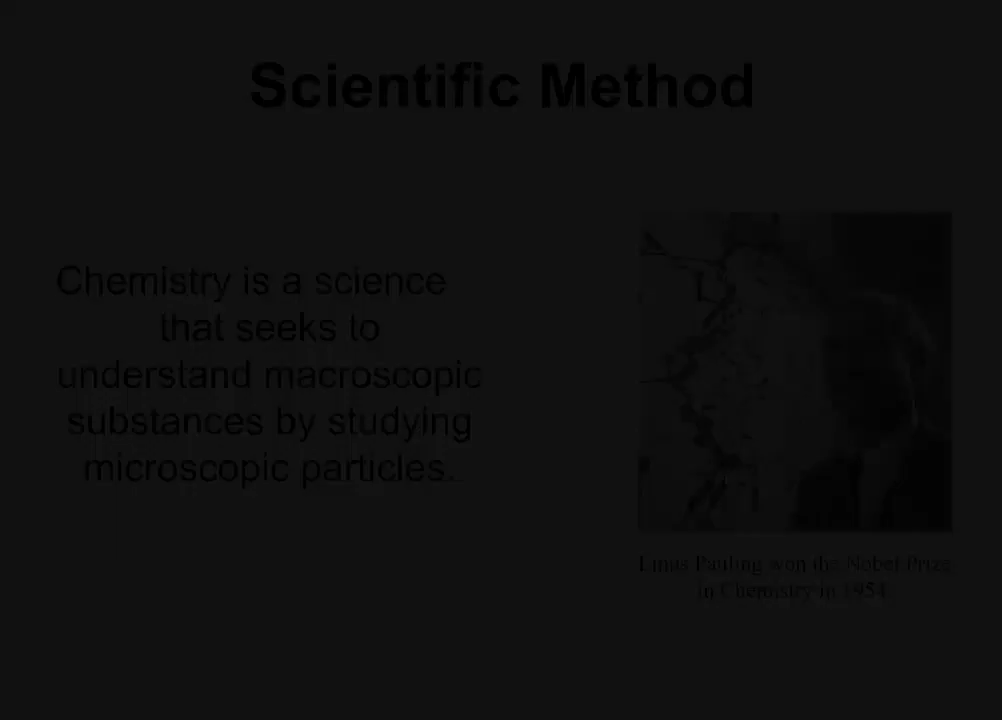 Scientific Method
Chemistry is a science
that seeks to
understand macroscopic
substances by studying
microscopic particles.
Linus Pauling won the Nobel Prize
in Chemistry in 1954